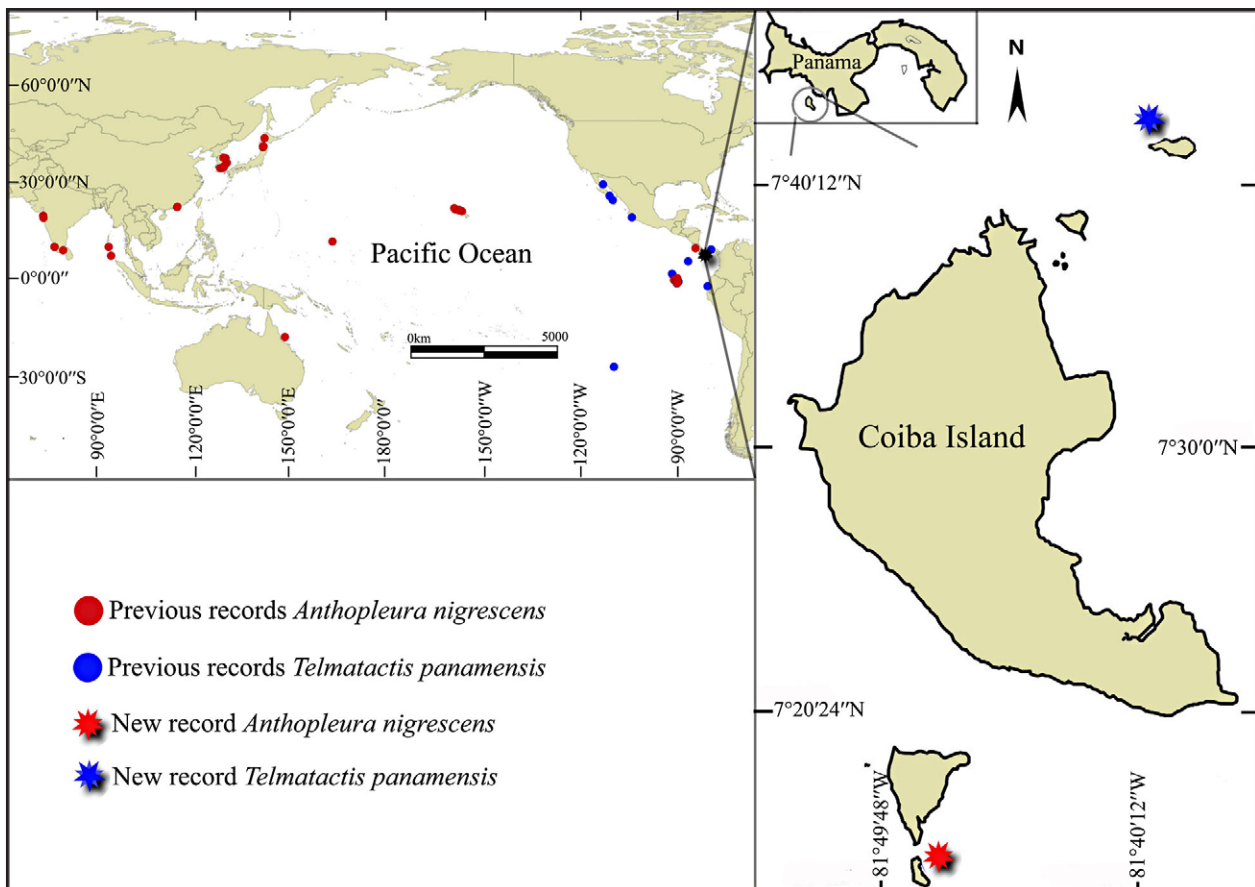 60°0'0"N
30°0'0"N
0°0'0"
30°0'0"S
90°0'0"E
120°0'0"E
150°0'0"E
180°0'0"
150°0'0"W
120°0'0"W
90°0'0"W
Pacific Ocean
0km 5000
Panama
N
7°40'12"N
Coiba Island
7°30'0"N
7°20'24"N
81°49'48"W
81°40'12"W
Previous records Anthopleura nigrescens
Previous records Telmatactis panamensis
New record Anthopleura nigrescens
New record Telmatactis panamensis